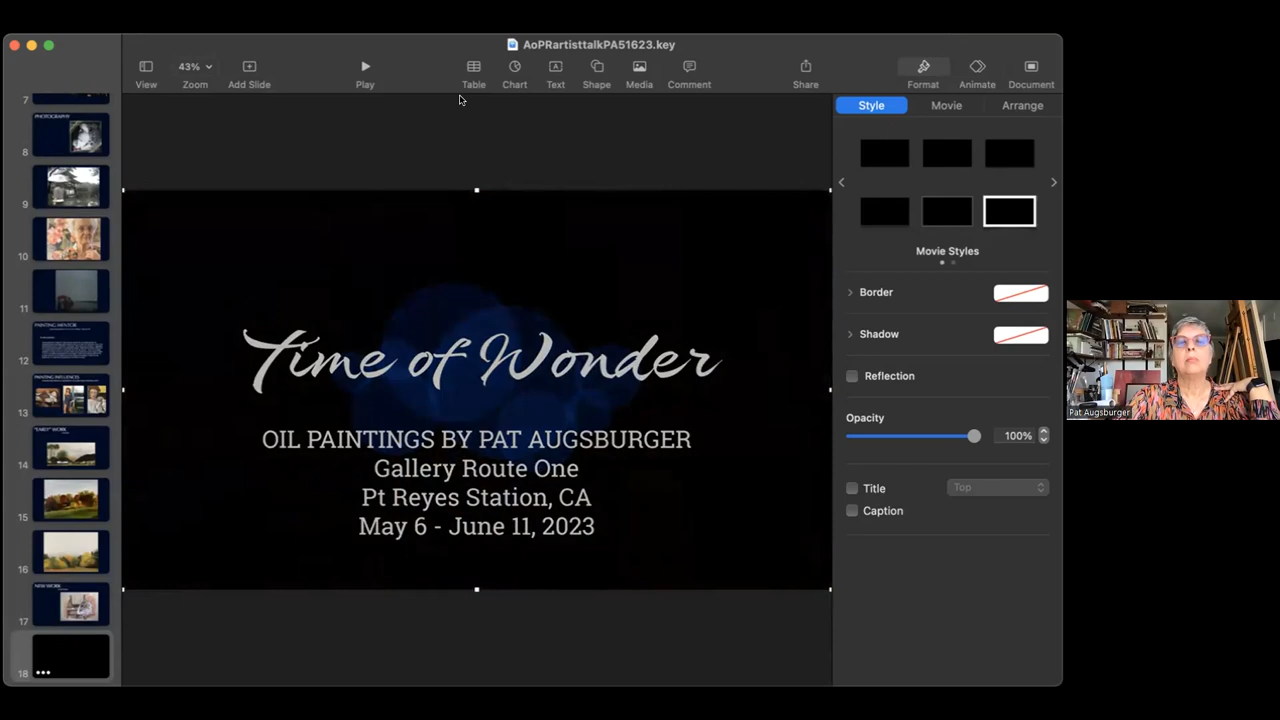 AoPRartisttalkPA51623.key
43%
View
Zoom
Add Slide
Play
Table
Chart
Text
Shape
Media
Comment
Share
Format
Animate
Document
Style
Movie
Arrange
7
PHOTOGRAPHY
8
9
10
11
PAINTING MENTOR
12
PAINTING INFLUENCES
13
"EARLY" WORK
14
15
16
NEW WORK
17
18
Time of Wonder
OIL PAINTINGS BY PAT AUGSBURGER
Gallery Route One
Pt Reyes Station, CA
May 6 - June 11, 2023
Movie Styles
Border
Shadow
Reflection
Opacity
100%
Title
Top
Caption
Pat Augsburger